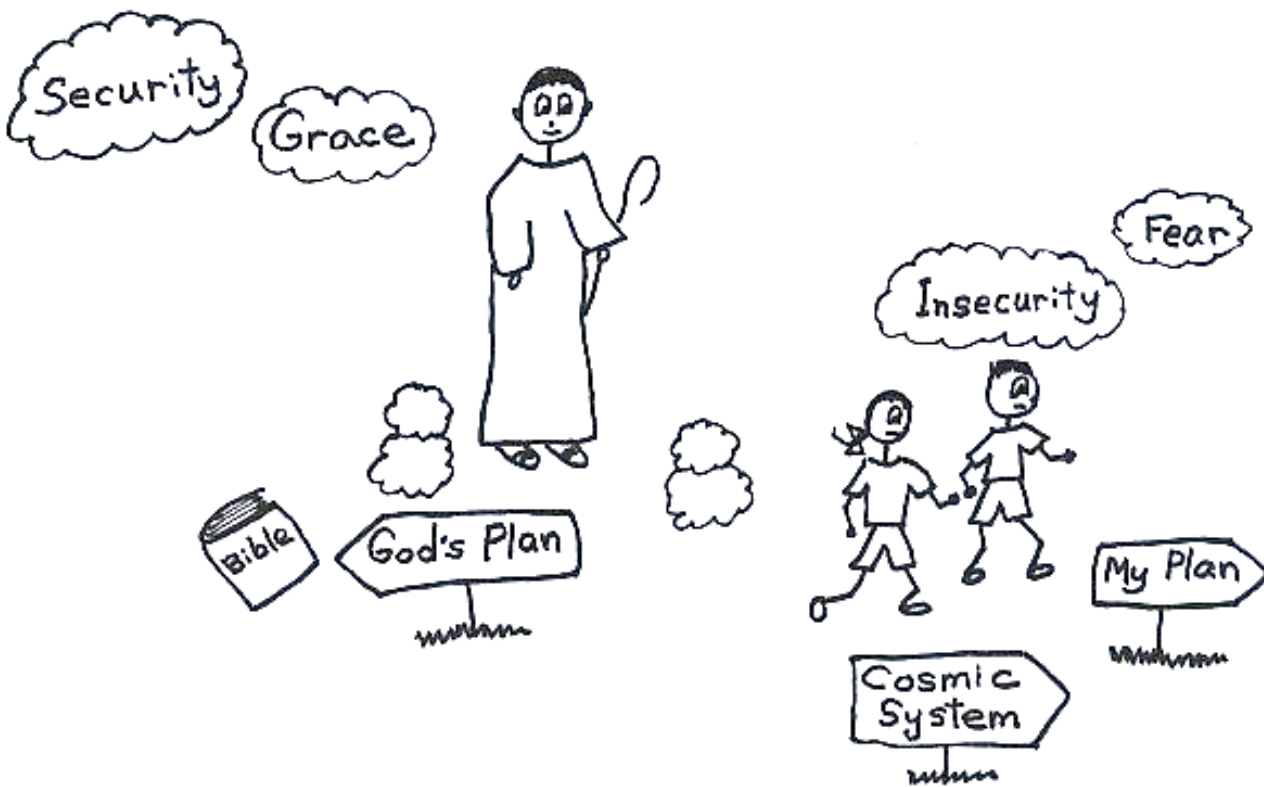 Security
Grace
Fear
Insecurity
Bible
God's Plan
My Plan
Cosmic
System